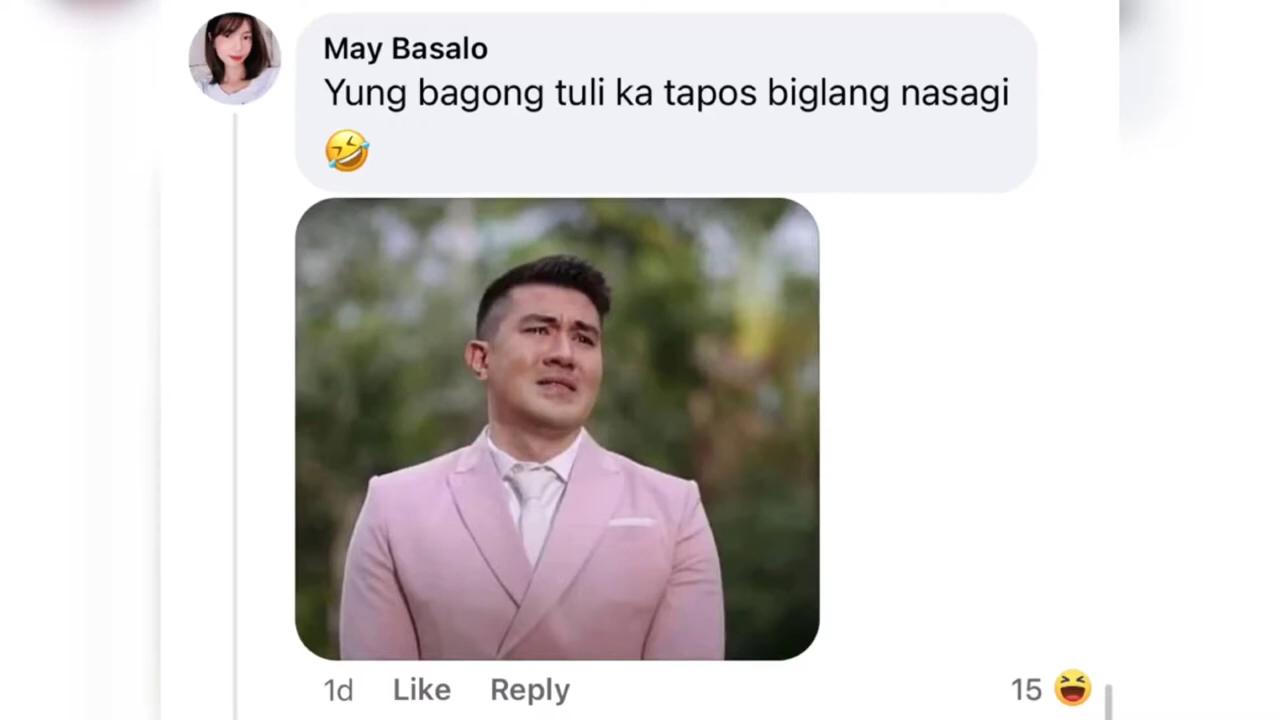 May Basalo
Yung bagong tuli ka tapos biglang nasagi
🤣
1d Like Reply 15